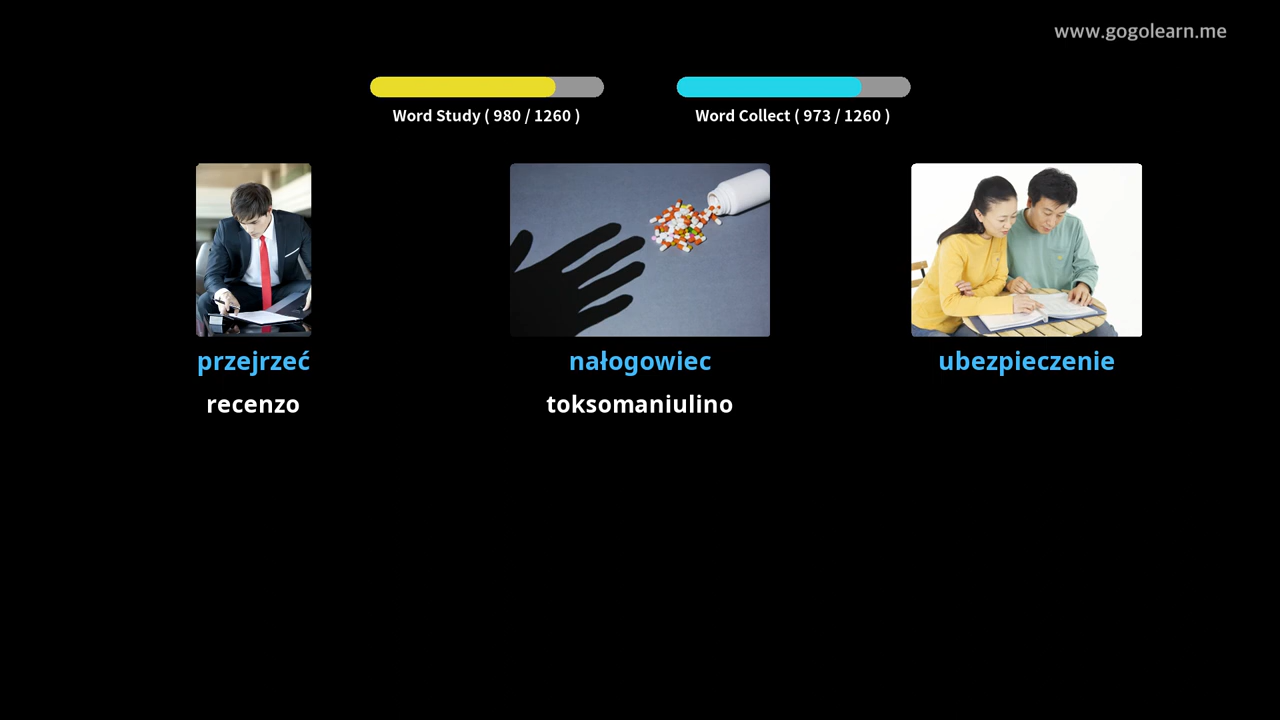 www.gogolearn.me
Word Study ( 980 / 1260 )
Word Collect ( 973 / 1260 )
przejrzeć
nałogowiec
ubezpieczenie
recenzo
toksomaniulino